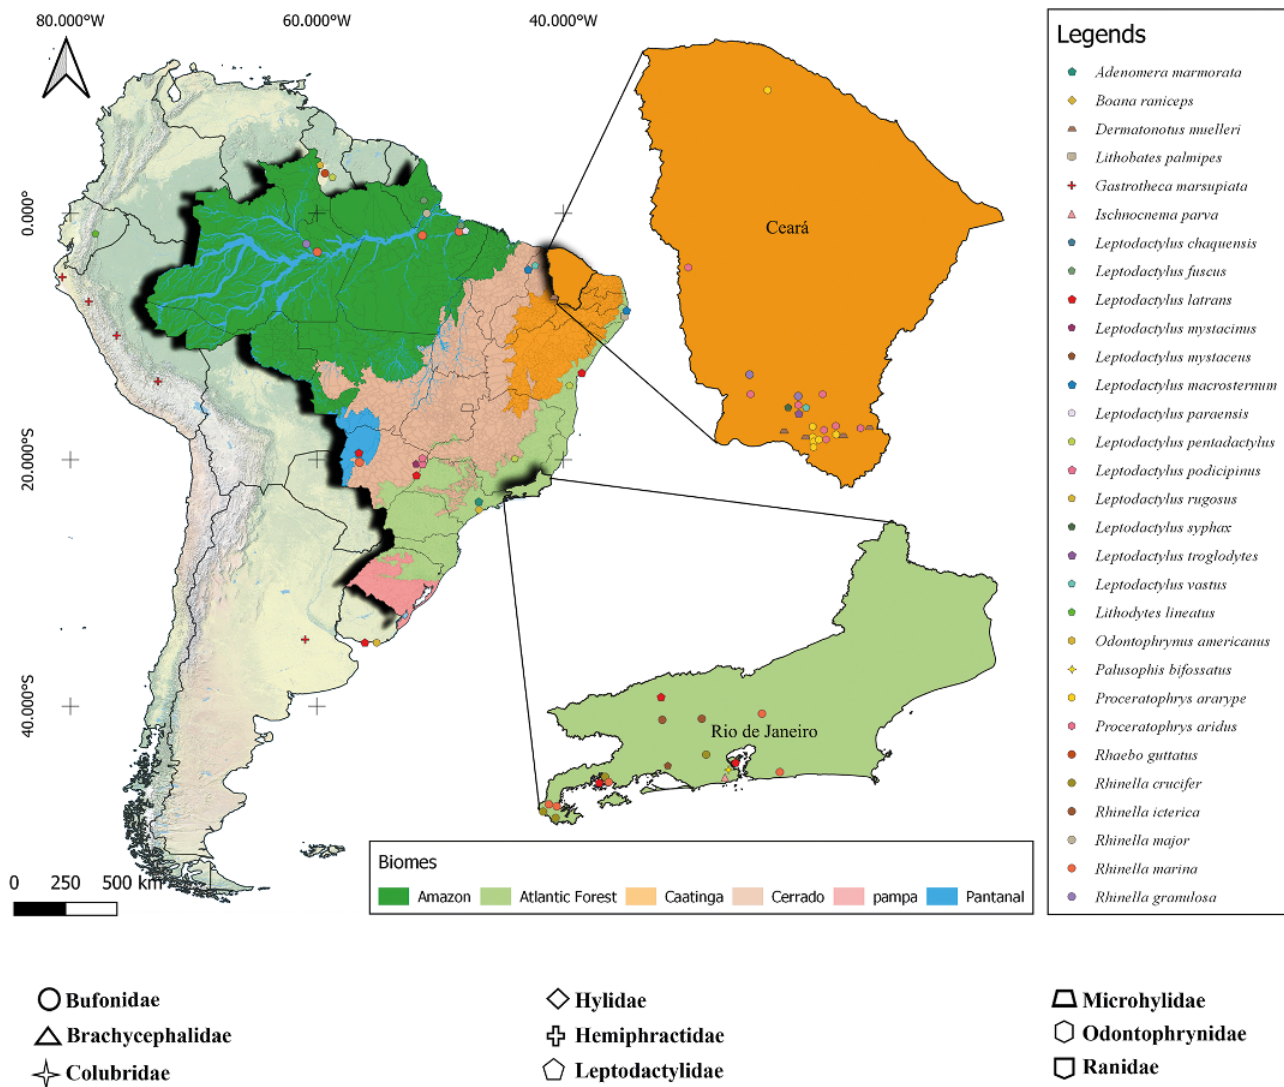 80.000°W 60.000°W 40.000°W
0.000°
20.000°S
40.000°S
Ceará
Rio de Janeiro
0 250 500 km
Biomes
Amazon Atlantic Forest Caatinga Cerrado pampa Pantanal
Legends
Adenomera marmorata
Boana raniceps
Dermatonotus muelleri
Lithobates palmipes
Gastrotheca marsupiata
Ischnocnema parva
Leptodactylus chaquensis
Leptodactylus fuscus
Leptodactylus latrans
Leptodactylus mystacinus
Leptodactylus mystaceus
Leptodactylus macrosternum
Leptodactylus paraensis
Leptodactylus pentadactylus
Leptodactylus podicipinus
Leptodactylus rugosus
Leptodactylus syphax
Leptodactylus troglodytes
Leptodactylus vastus
Lithodytes lineatus
Odontophrynus americanus
Palusophis bifossatus
Proceratophrys ararype
Proceratophrys aridus
Rhaebo guttatus
Rhinella crucifer
Rhinella icterica
Rhinella major
Rhinella marina
Rhinella granulosa
Bufonidae Hylidae Microhylidae
Brachycephalidae Hemiphractidae Odontophrynidae
Colubridae Leptodactylidae Ranidae